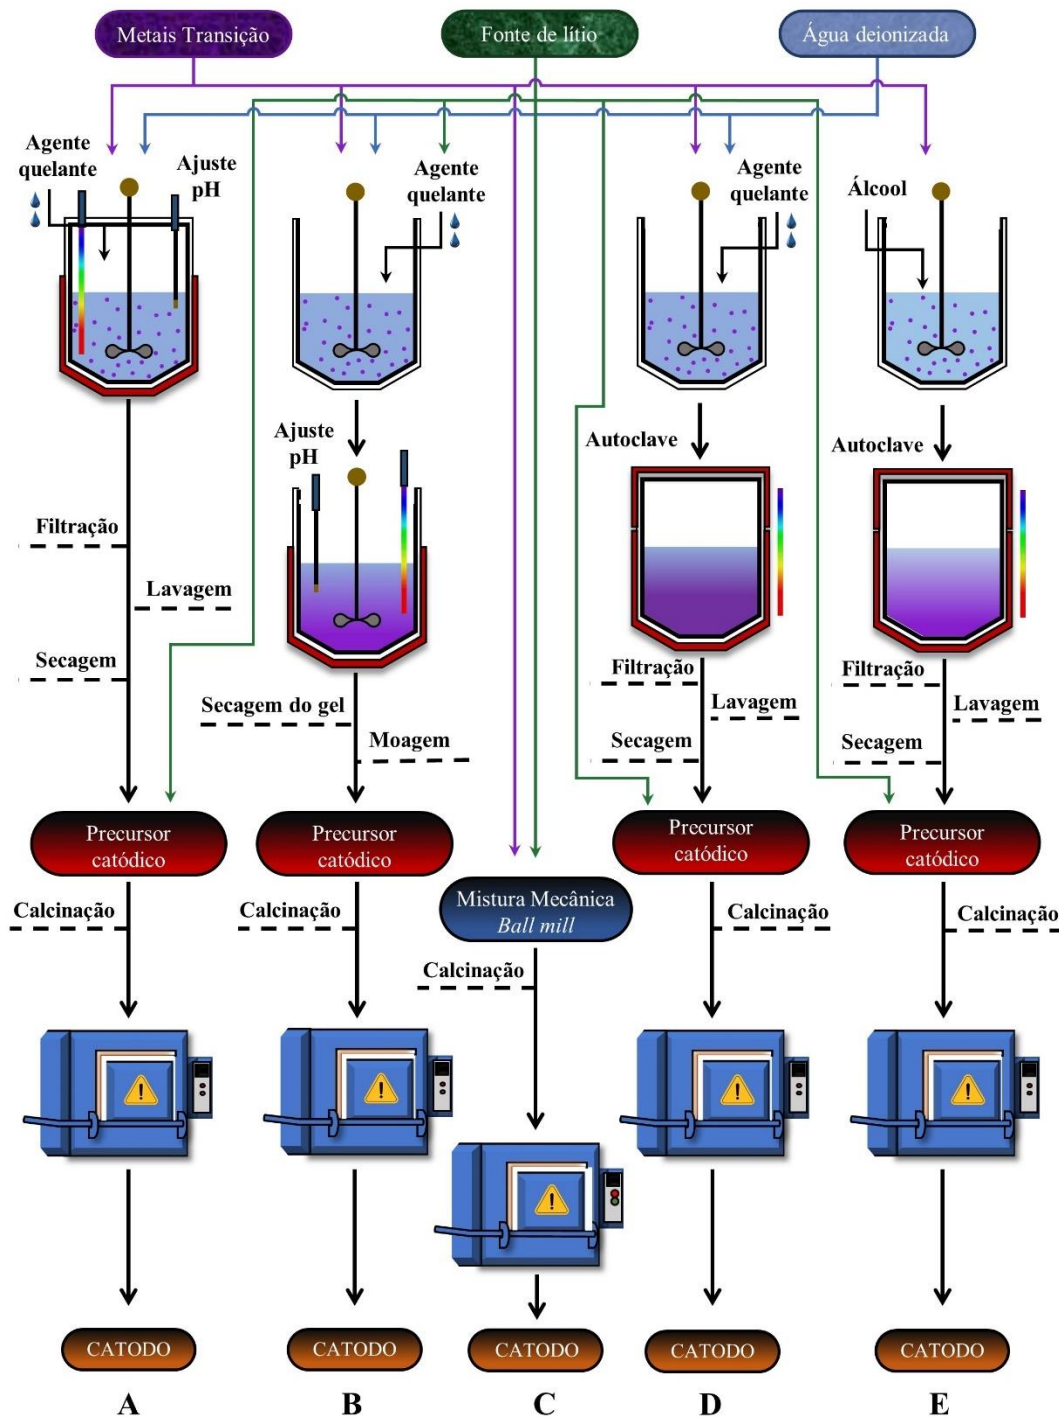 Metais Transição
Fonte de lítio
Água deionizada
Agente
quelante
Ajuste
pH
Agente
quelante
Agente
quelante
Álcool
Ajuste
pH
Autoclave
Autoclave
Filtração
Lavagem
Secagem
Secagem do gel
Moagem
Filtração
Lavagem
Secagem
Filtração
Lavagem
Secagem
Precursor
catódico
Precursor
catódico
Precursor
catódico
Precursor
catódico
Mistura Mecânica
Ball mill
Calcinação
Calcinação
Calcinação
Calcinação
Calcinação
!
!
!
!
!
CATODO
CATODO
CATODO
CATODO
CATODO
A
B
C
D
E